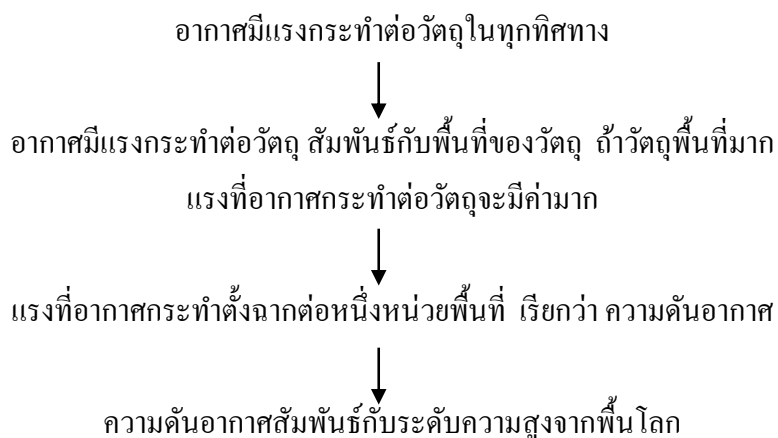 อากาศมีแรงกระทำต่อวัตถุในทุกทิศทาง
อากาศมีแรงกระทำต่อวัตถุ สัมพันธ์กับพื้นที่ของวัตถุ ถ้าวัตถุพื้นที่มาก
แรงที่อากาศกระทำต่อวัตถุจะมีค่ามาก
แรงที่อากาศกระทำตั้งฉากต่อหนึ่งหน่วยพื้นที่ เรียกว่า ความดันอากาศ
ความดันอากาศสัมพันธ์กับระดับความสูงจากพื้นโลก